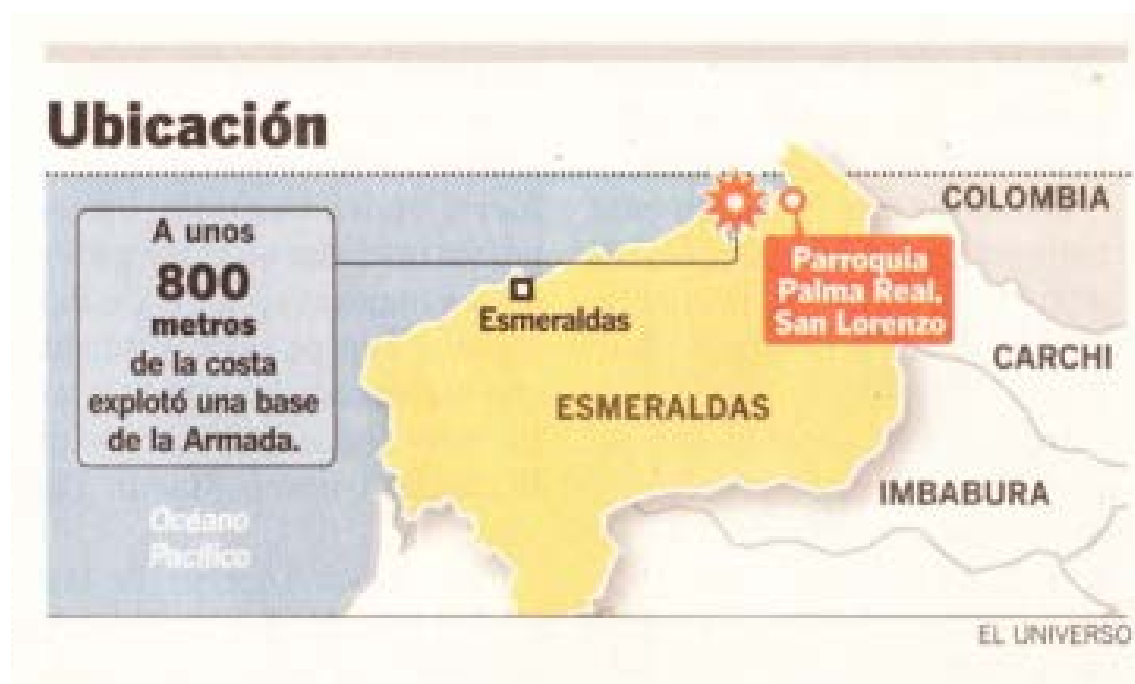 Ubicación
A unos
800
metros
de la costa
explotó una base
de la Armada.
COLOMBIA
Parroquia
Palma Real.
San Lorenzo
Esmeraldas
CARCHI
ESMERALDAS
IMBABURA
Océano
Pacífico
EL UNIVERSO